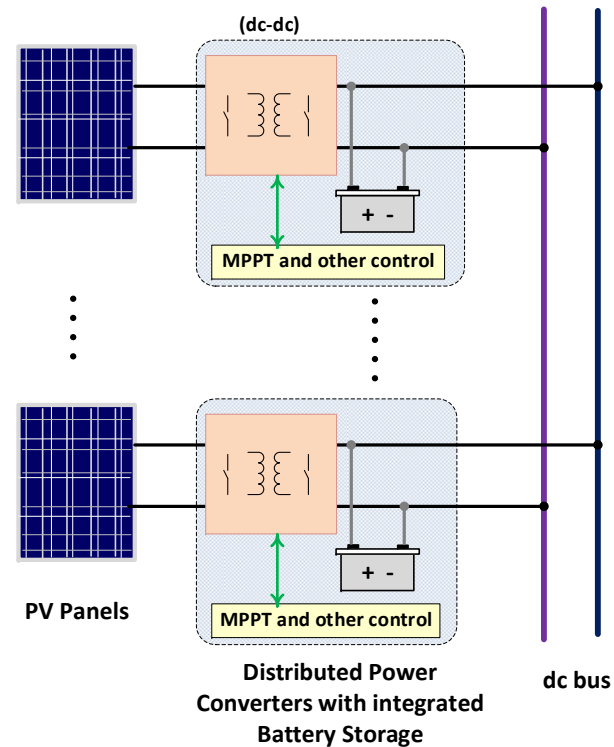 (dc-dc)
+ -
MPPT and other control
+ -
MPPT and other control
PV Panels
Distributed Power
Converters with integrated
Battery Storage
dc bus